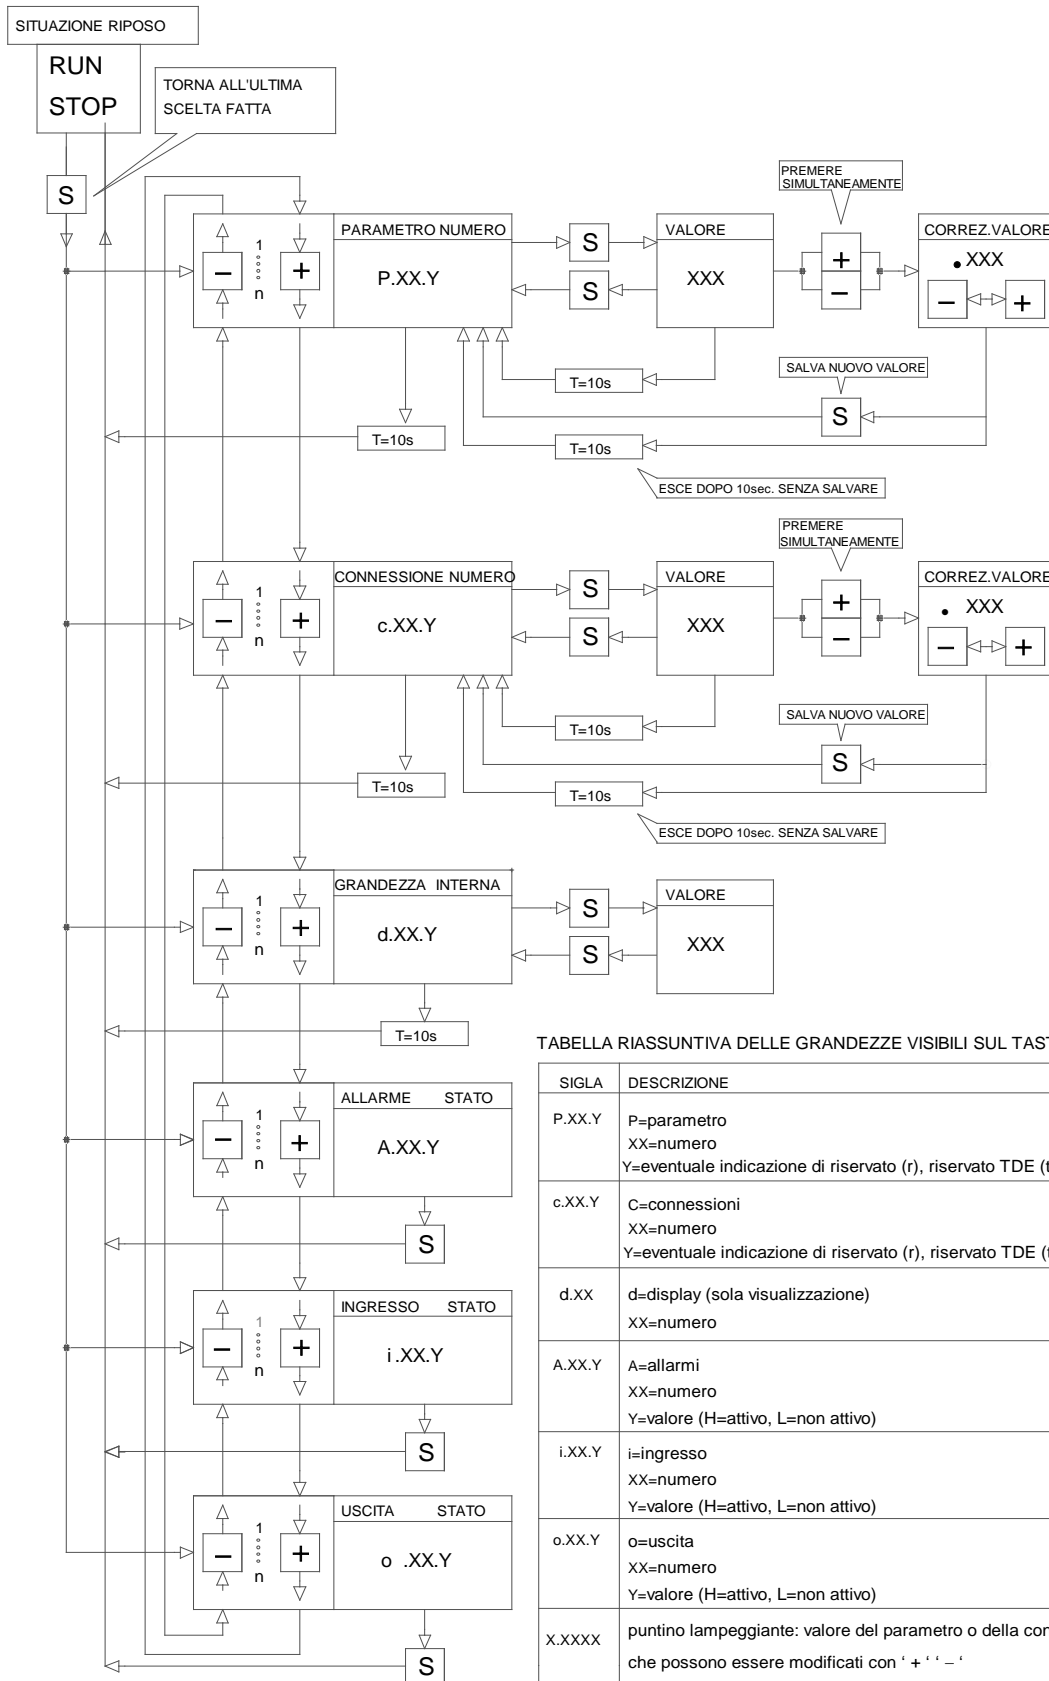 SITUAZIONE RIPOSO
RUN
STOP
TORNA ALL'ULTIMA
SCELTA FATTA
S
PREMERE
SIMULTANEAMENTE
PARAMETRO NUMERO
P.XX.Y
1
n
−
+
S
S
VALORE
XXX
+
−
CORREZ.VALORE
XXX
−
+
T=10s
SALVA NUOVO VALORE
S
T=10s
T=10s
ESCE DOPO 10sec. SENZA SALVARE
PREMERE
SIMULTANEAMENTE
CONNESSIONE NUMERO
c.XX.Y
1
n
−
+
S
S
VALORE
XXX
+
−
CORREZ.VALORE
XXX
−
+
T=10s
SALVA NUOVO VALORE
S
T=10s
T=10s
ESCE DOPO 10sec. SENZA SALVARE
GRANDEZZA INTERNA
d.XX.Y
1
n
−
+
S
S
VALORE
XXX
T=10s
ALLARME STATO
A.XX.Y
1
n
−
+
S
INGRESSO STATO
i.XX.Y
1
n
−
+
S
USCITA STATO
o .XX.Y
1
n
−
+
S
TABELLA RIASSUNTIVA DELLE GRANDEZZE VISIBILI SUL TAST
SIGLA DESCRIZIONE
P.XX.Y P=parametro
XX=numero
Y=eventuale indicazione di riservato (r), riservato TDE (t
c.XX.Y C=connessioni
XX=numero
Y=eventuale indicazione di riservato (r), riservato TDE (t
d.XX d=display (sola visualizzazione)
XX=numero
A.XX.Y A=allarmi
XX=numero
Y=valore (H=attivo, L=non attivo)
i.XX.Y i=ingresso
XX=numero
Y=valore (H=attivo, L=non attivo)
o.XX.Y o=uscita
XX=numero
Y=valore (H=attivo, L=non attivo)
X.XXXX puntino lampeggiante: valore del parametro o della con
che possono essere modificati con ‘ + ‘ ‘ − ‘